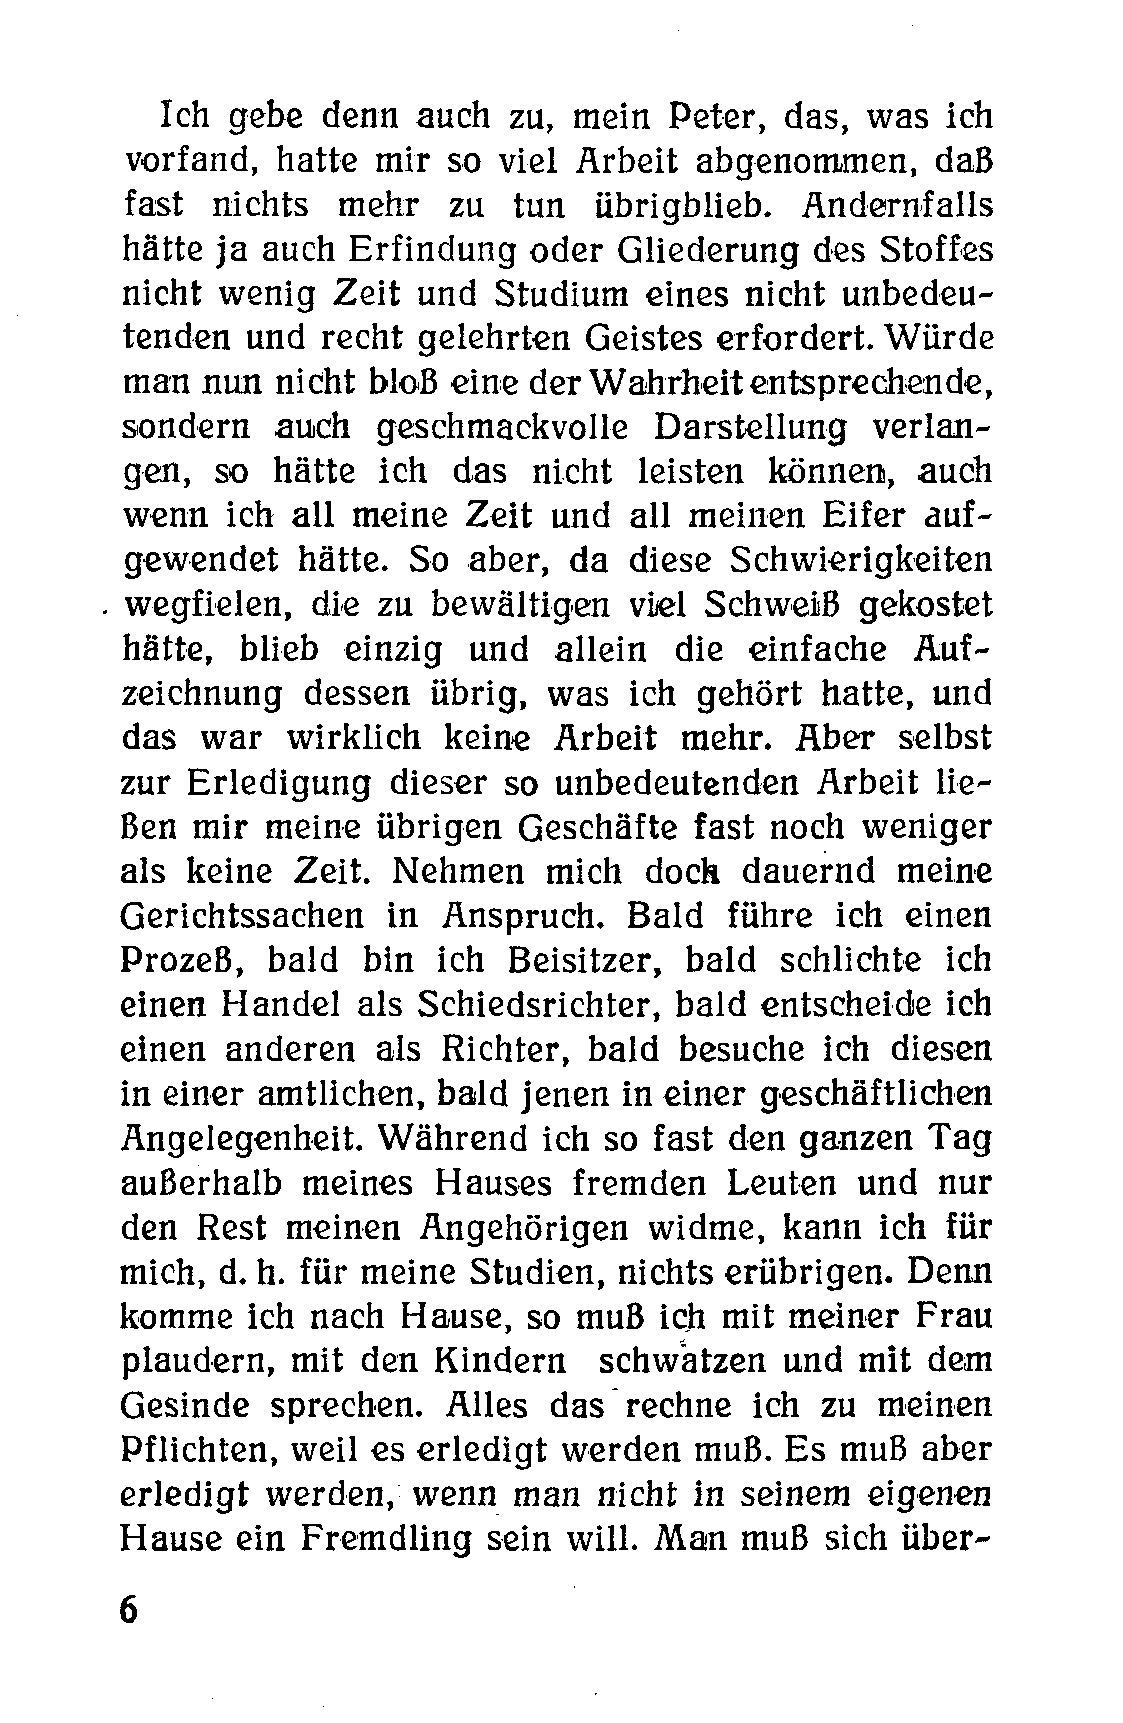 Ich gebe denn auch zu, mein Peter, das, was ich
vorfand, hatte mir so viel Arbeit abgenommen, daß
fast nichts mehr zu tun übrigblieb. Andernfalls
hätte ja auch Erfindung oder Gliederung des Stoffes
nicht wenig Zeit und Studium eines nicht unbedeu-
tenden und recht gelehrten Geistes erfordert. Würde
man nun nicht bloß eine der Wahrheit entsprechende,
sondern auch geschmackvolle Darstellung verlan-
gen, so hätte ich das nicht leisten können, auch
wenn ich all meine Zeit und all meinen Eifer auf-
gewendet hätte. So aber, da diese Schwierigkeiten
wegfielen, die zu bewältigen viel Schweiß gekostet
hätte, blieb einzig und allein die einfache Auf-
zeichnung dessen übrig, was ich gehört hatte, und
das war wirklich keine Arbeit mehr. Aber selbst
zur Erledigung dieser so unbedeutenden Arbeit lie-
ßen mir meine übrigen Geschäfte fast noch weniger
als keine Zeit. Nehmen mich doch dauernd meine
Gerichtssachen in Anspruch. Bald führe ich einen
Prozeß, bald bin ich Beisitzer, bald schlichte ich
einen Handel als Schiedsrichter, bald entscheide ich
einen anderen als Richter, bald besuche ich diesen
in einer amtlichen, bald jenen in einer geschäftlichen
Angelegenheit. Während ich so fast den ganzen Tag
außerhalb meines Hauses fremden Leuten und nur
den Rest meinen Angehörigen widme, kann ich für
mich, d. h. für meine Studien, nichts erübrigen. Denn
komme ich nach Hause, so muß ich mit meiner Frau
plaudern, mit den Kindern schwatzen und mit dem
Gesinde sprechen. Alles das rechne ich zu meinen
Pflichten, weil es erledigt werden muß. Es muß aber
erledigt werden, wenn man nicht in seinem eigenen
Hause ein Fremdling sein will. Man muß sich über-
6